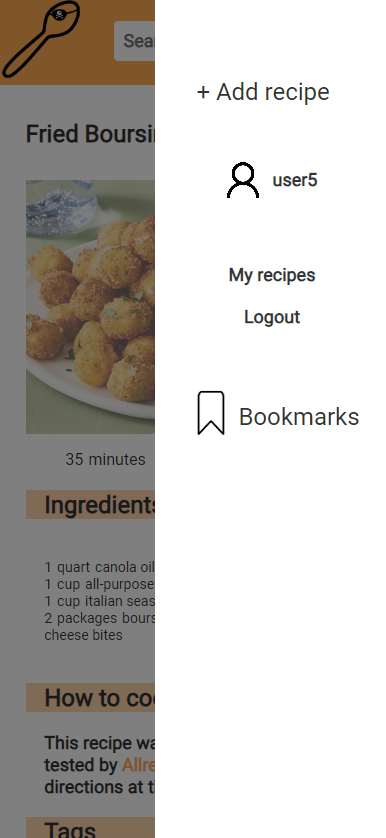 Sear
+ Add recipe
Fried Boursi
user5
My recipes
Logout
Bookmarks
35 minutes
Ingredients
1 quart canola oil
1 cup all-purpose
1 cup italian seas
2 packages bours
cheese bites
How to coo
This recipe wa
tested by Allre
directions at t
Tags